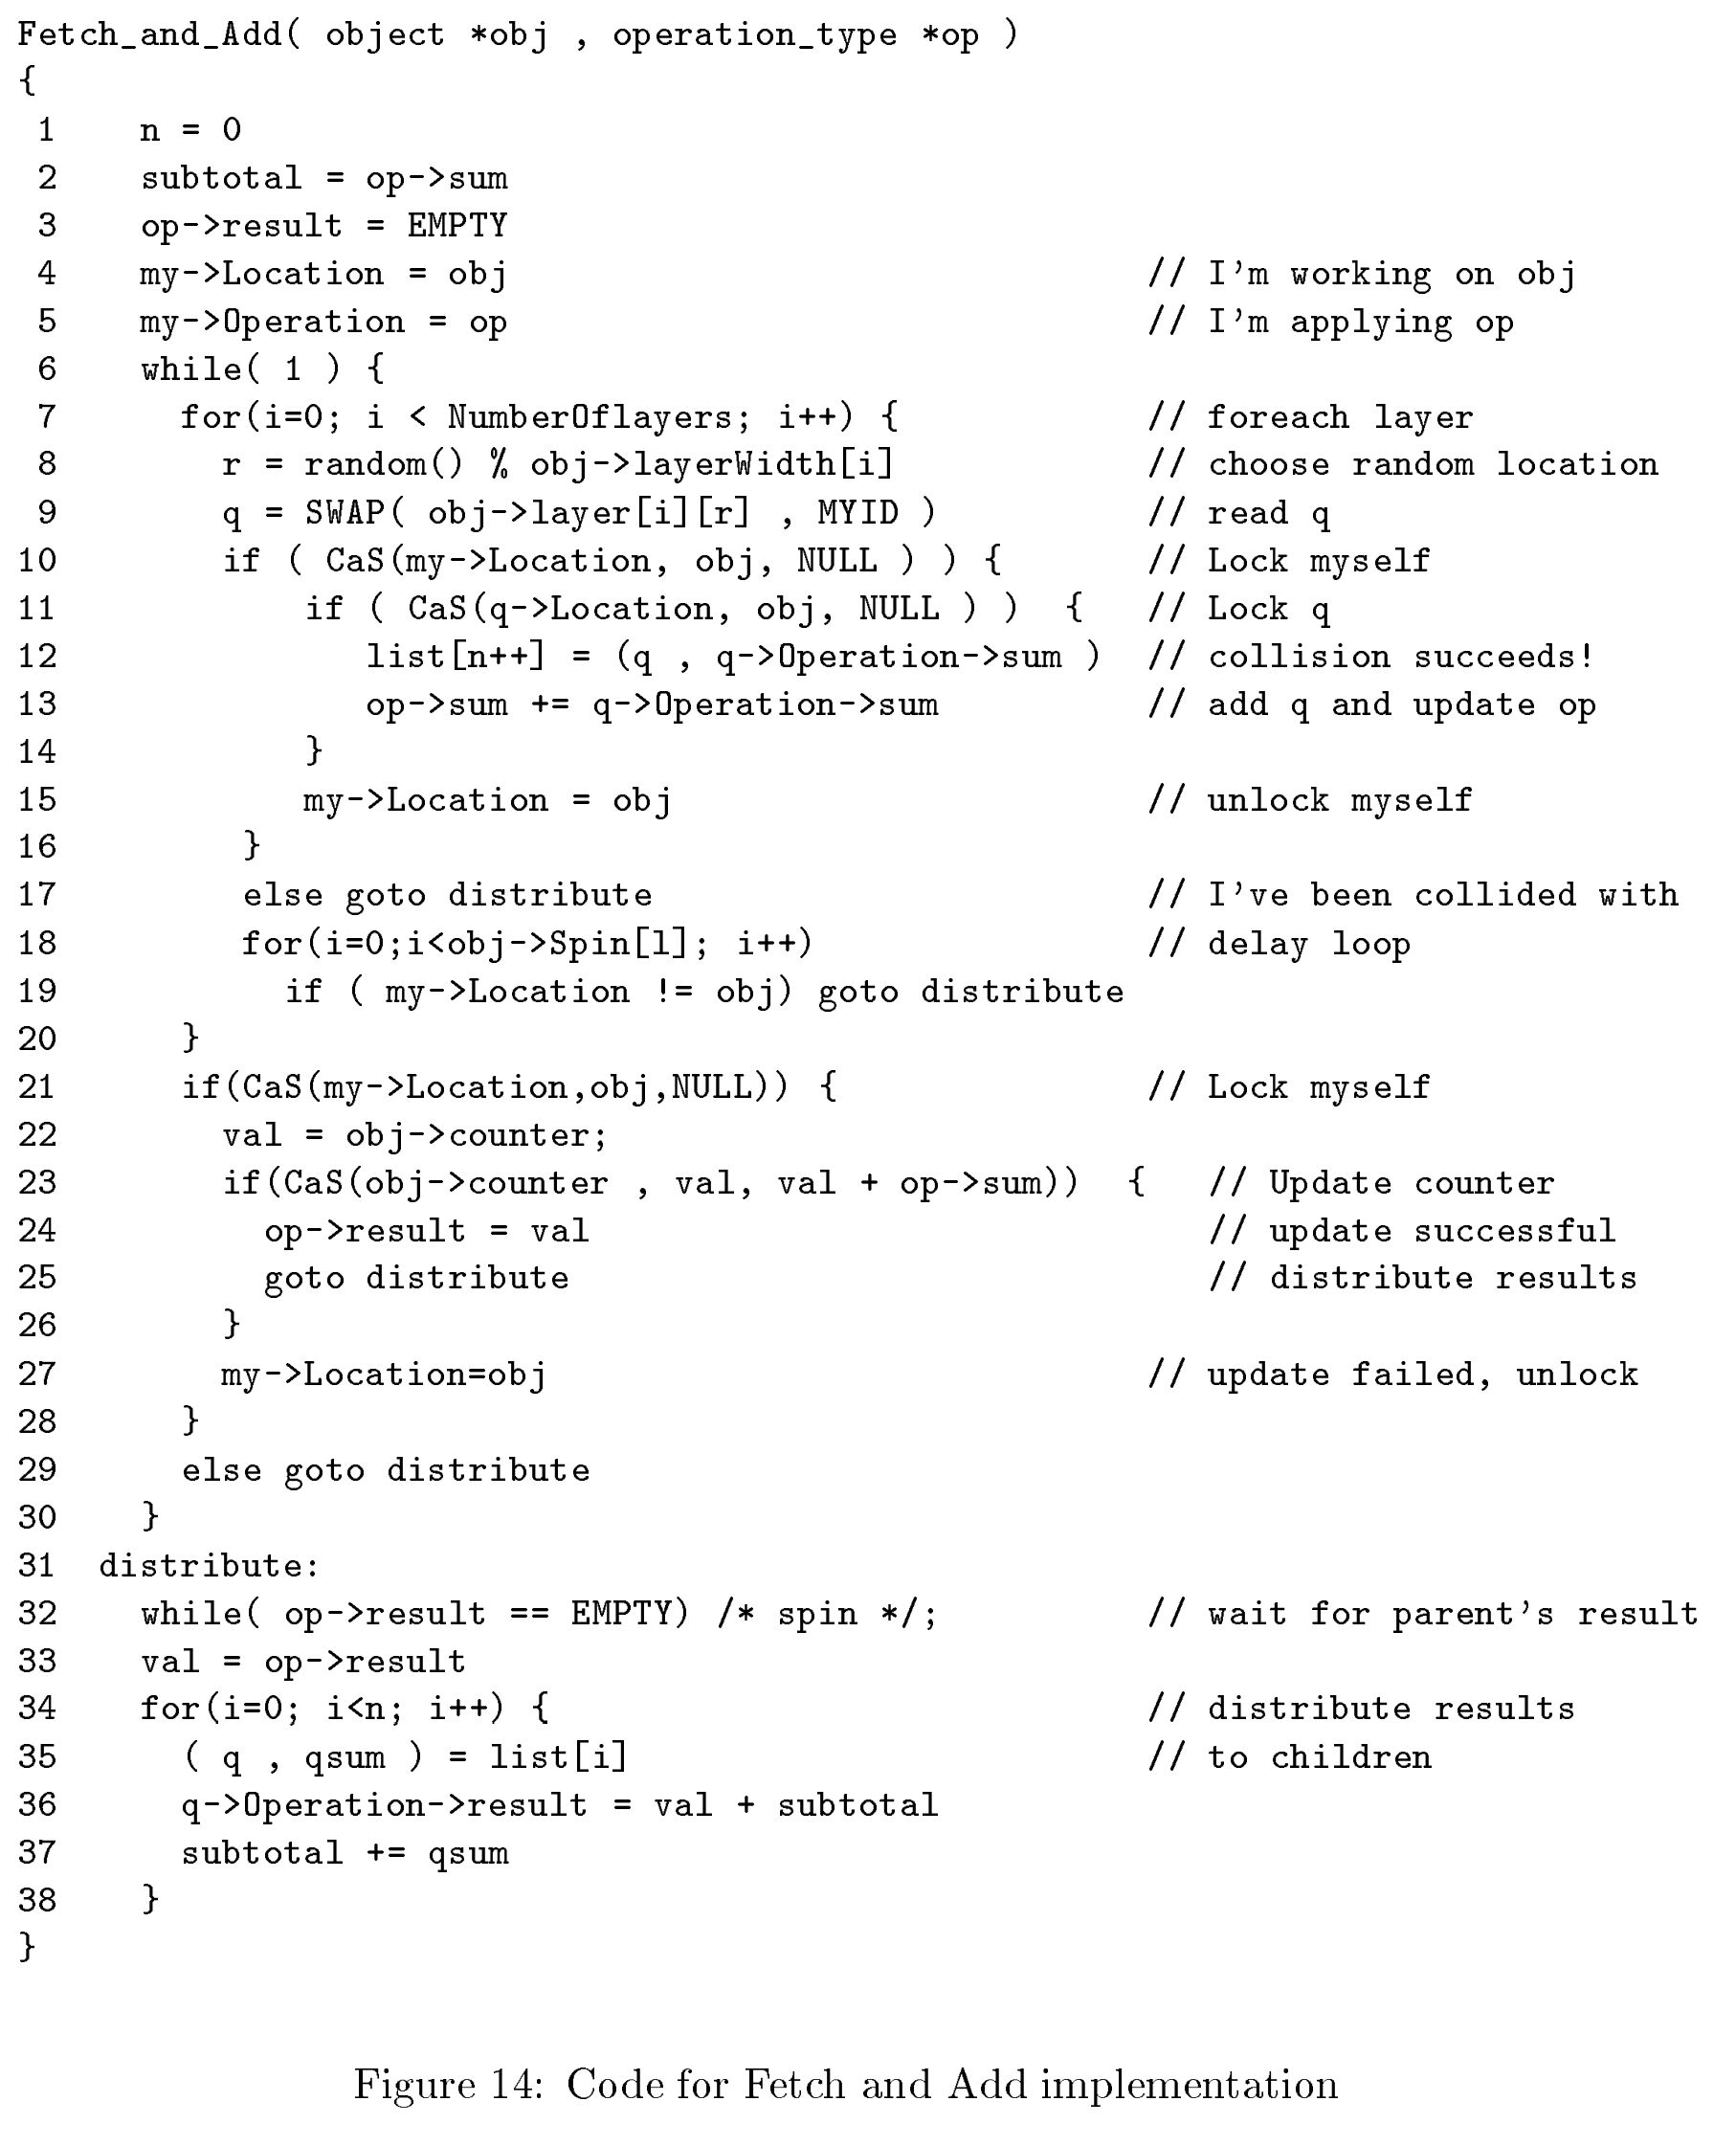 Fetch_and_Add( object *obj , operation_type *op )
{
1    n = 0
2    subtotal = op->sum
3    op->result = EMPTY
4    my->Location = obj    // I'm working on obj
5    my->Operation = op    // I'm applying op
6    while( 1 ) {
7      for(i=0; i < NumberOflayers; i++) {    // foreach layer
8        r = random() % obj->layerWidth[i]    // choose random location
9        q = SWAP( obj->layer[i][r] , MYID )    // read q
10        if ( CaS(my->Location, obj, NULL ) ) {    // Lock myself
11            if ( CaS(q->Location, obj, NULL ) )  {    // Lock q
12               list[n++] = (q , q->Operation->sum )    // collision succeeds!
13               op->sum += q->Operation->sum    // add q and update op
14            }
15            my->Location = obj    // unlock myself
16         }
17         else goto distribute    // I've been collided with
18         for(i=0;i<obj->Spin[l]; i++)    // delay loop
19           if ( my->Location != obj) goto distribute
20      }
21      if(CaS(my->Location,obj,NULL)) {    // Lock myself
22        val = obj->counter;
23        if(CaS(obj->counter , val, val + op->sum))  {    // Update counter
24          op->result = val    // update successful
25          goto distribute    // distribute results
26        }
27        my->Location=obj    // update failed, unlock
28      }
29      else goto distribute
30    }
31  distribute:
32    while( op->result == EMPTY) /* spin */;    // wait for parent's result
33    val = op->result
34    for(i=0; i<n; i++) {    // distribute results
35      ( q , qsum ) = list[i]    // to children
36      q->Operation->result = val + subtotal
37      subtotal += qsum
38    }
}
Figure 14: Code for Fetch and Add implementation